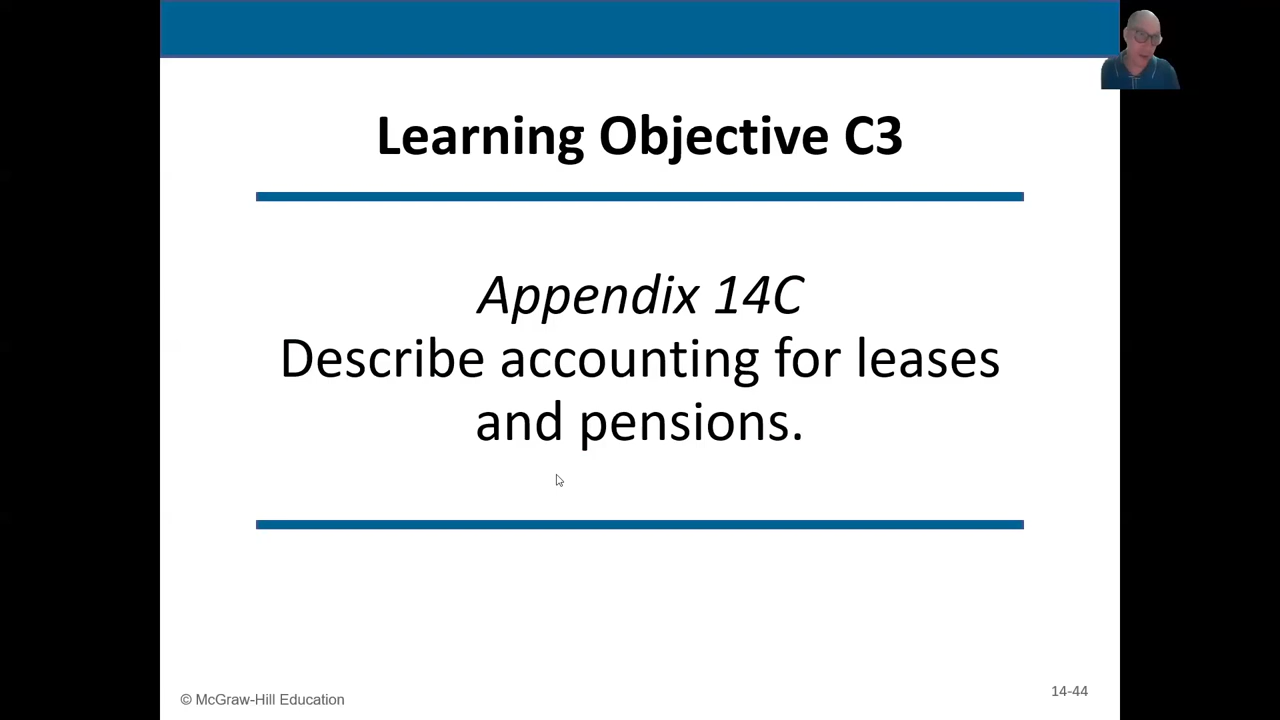 Learning Objective C3
Appendix 14C
Describe accounting for leases
and pensions.
© McGraw-Hill Education
14-44